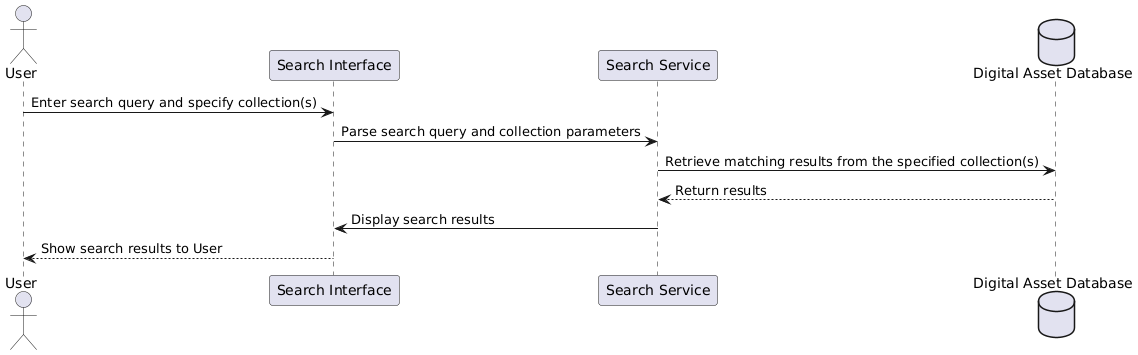 User
Search Interface
Search Service
Digital Asset Database
Enter search query and specify collection(s)
Parse search query and collection parameters
Retrieve matching results from the specified collection(s)
Return results
Display search results
Show search results to User
User
Search Interface
Search Service
Digital Asset Database